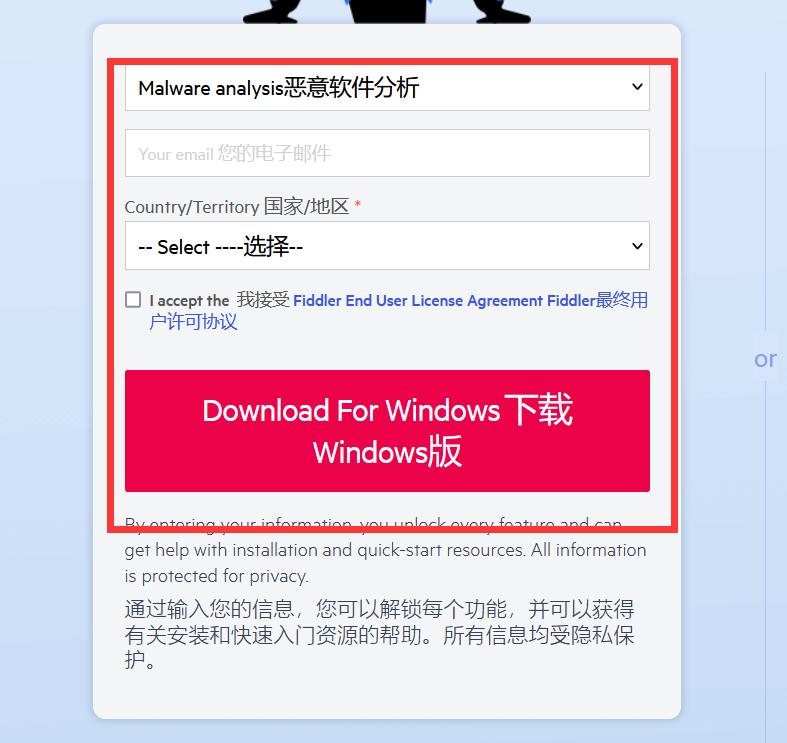 Malware analysis恶意软件分析
Your email 您的电子邮件
Country/Territory 国家/地区 *
-- Select ----选择--
I accept the 我接受 Fiddler End User License Agreement Fiddler最终用
户许可协议
or
Download For Windows 下载
Windows版
By entering your information, you unlock every feature and can
get help with installation and quick-start resources. All information
is protected for privacy.
通过输入您的信息，您可以解锁每个功能，并可以获得
有关安装和快速入门资源的帮助。所有信息均受隐私保
护。